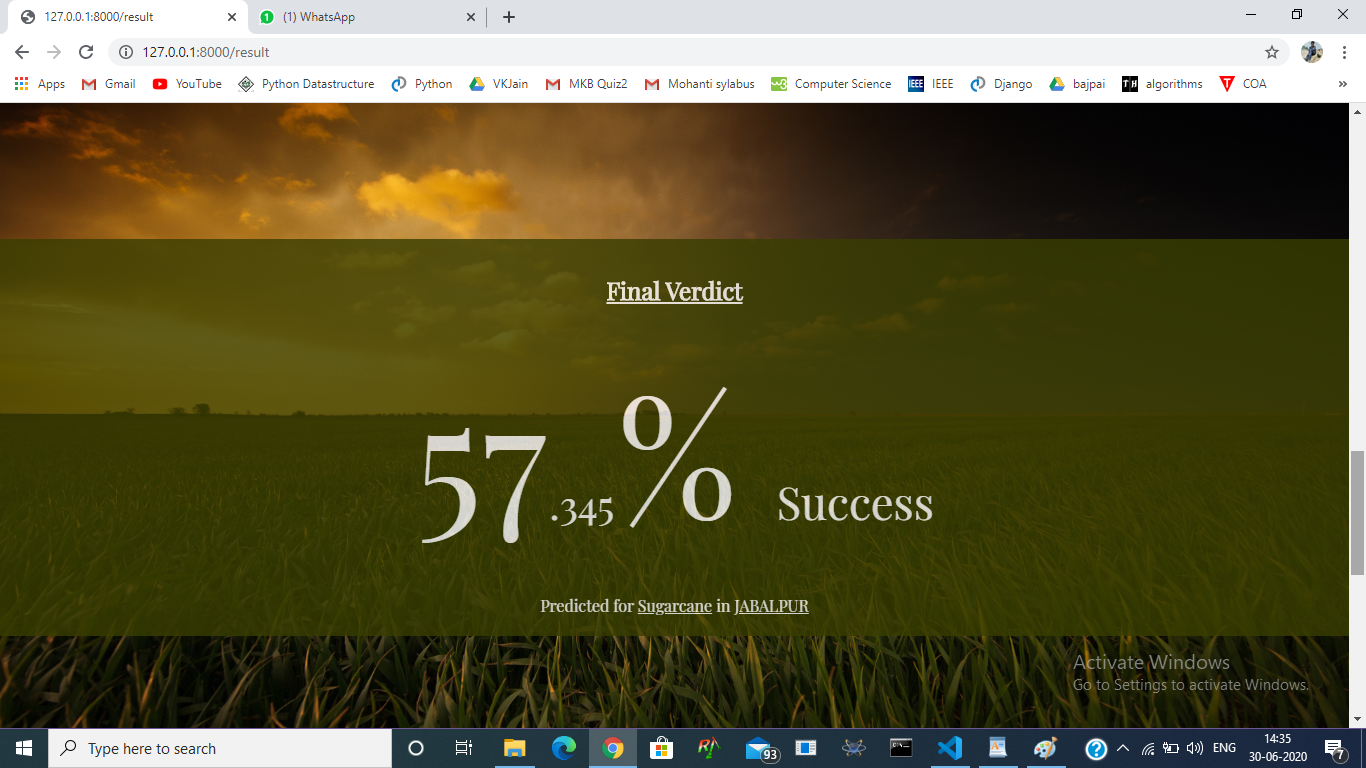 127.0.0.1:8000/result
(1) WhatsApp
127.0.0.1:8000/result
Apps Gmail YouTube Python Datastructure Python VKJain MKB Quiz2 Mohanti sylabus Computer Science IEEE IEEE Django bajpai algorithms COA
Final Verdict
57.345% Success
Predicted for Sugarcane in JABALPUR
Activate Windows
Go to Settings to activate Windows.
Type here to search
93
ENG
14:35
30-06-2020
7